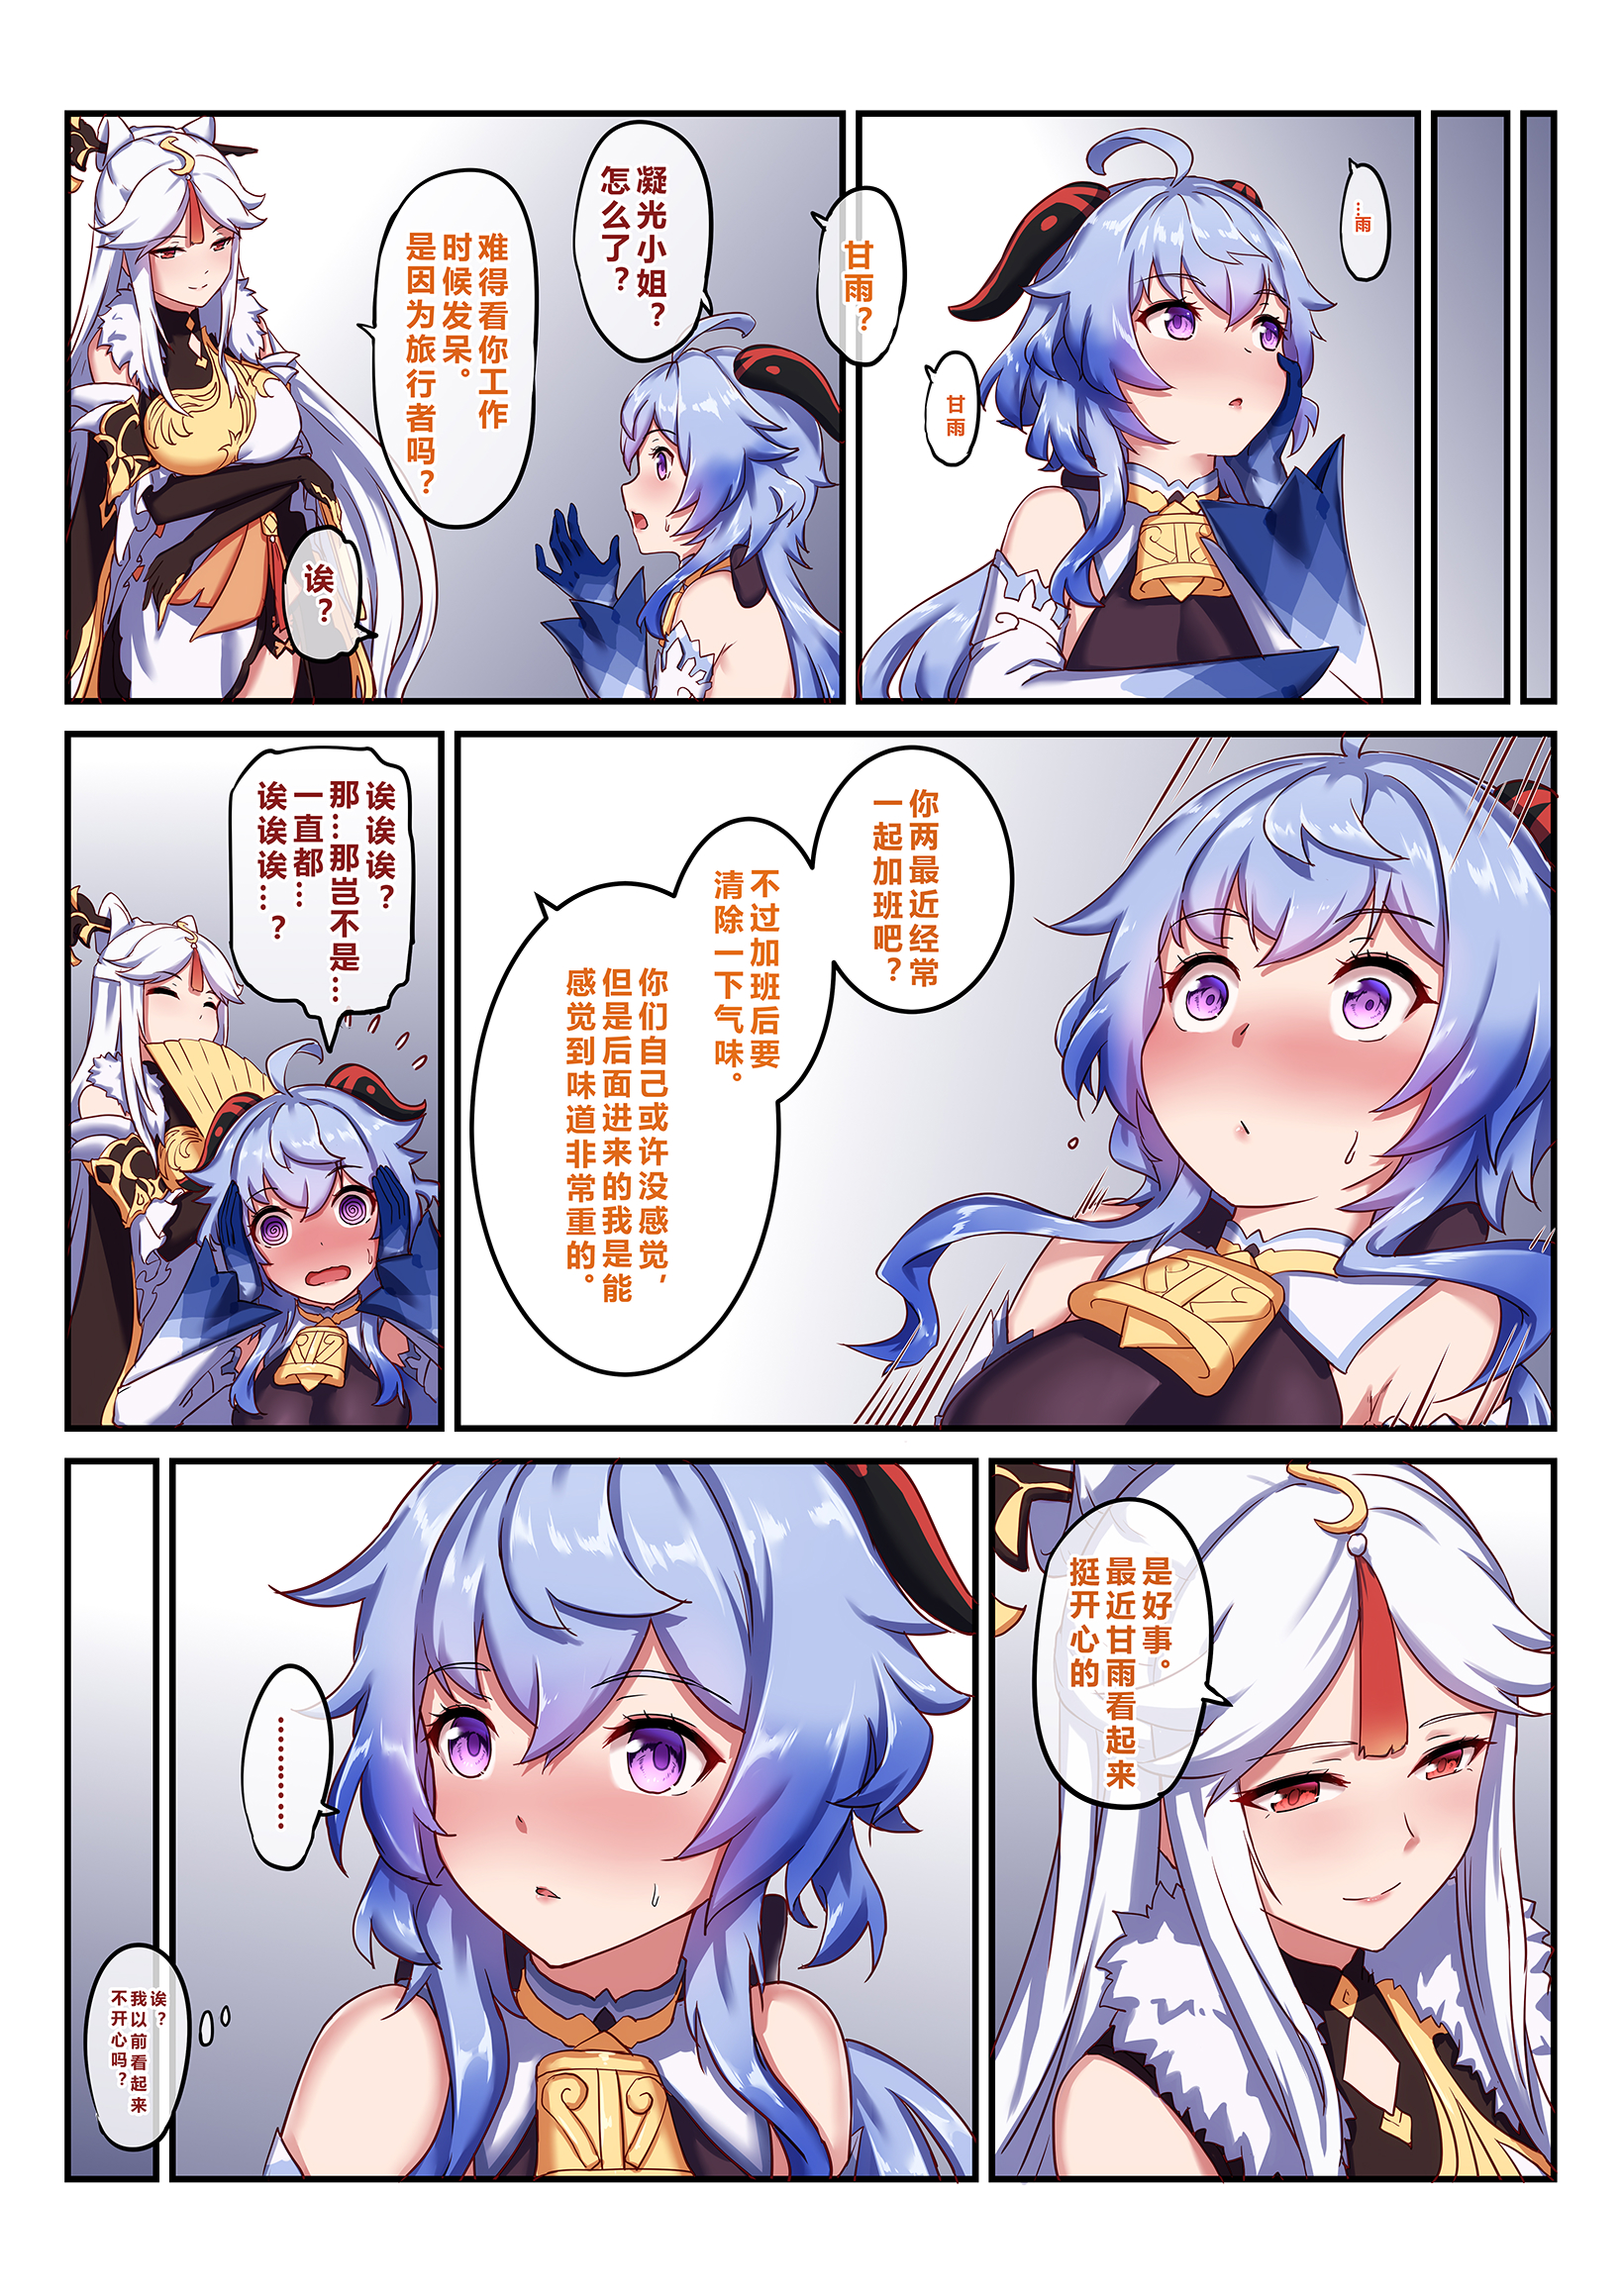 …雨
甘雨
甘雨？
凝光小姐？
怎么了？
难得看你工作
时候发呆。
是因为旅行者吗？
诶？
你两最近经常
一起加班吧？
不过加班后要
清除一下气味。
你们自己或许没感觉，
但是后面进来的我是能
感觉到味道非常重的。
诶诶诶？
那…那岂不是…
一直都…
诶诶诶…？
是好事。
最近甘雨看起来
挺开心的
…………
诶？
我以前看起来
不开心吗？